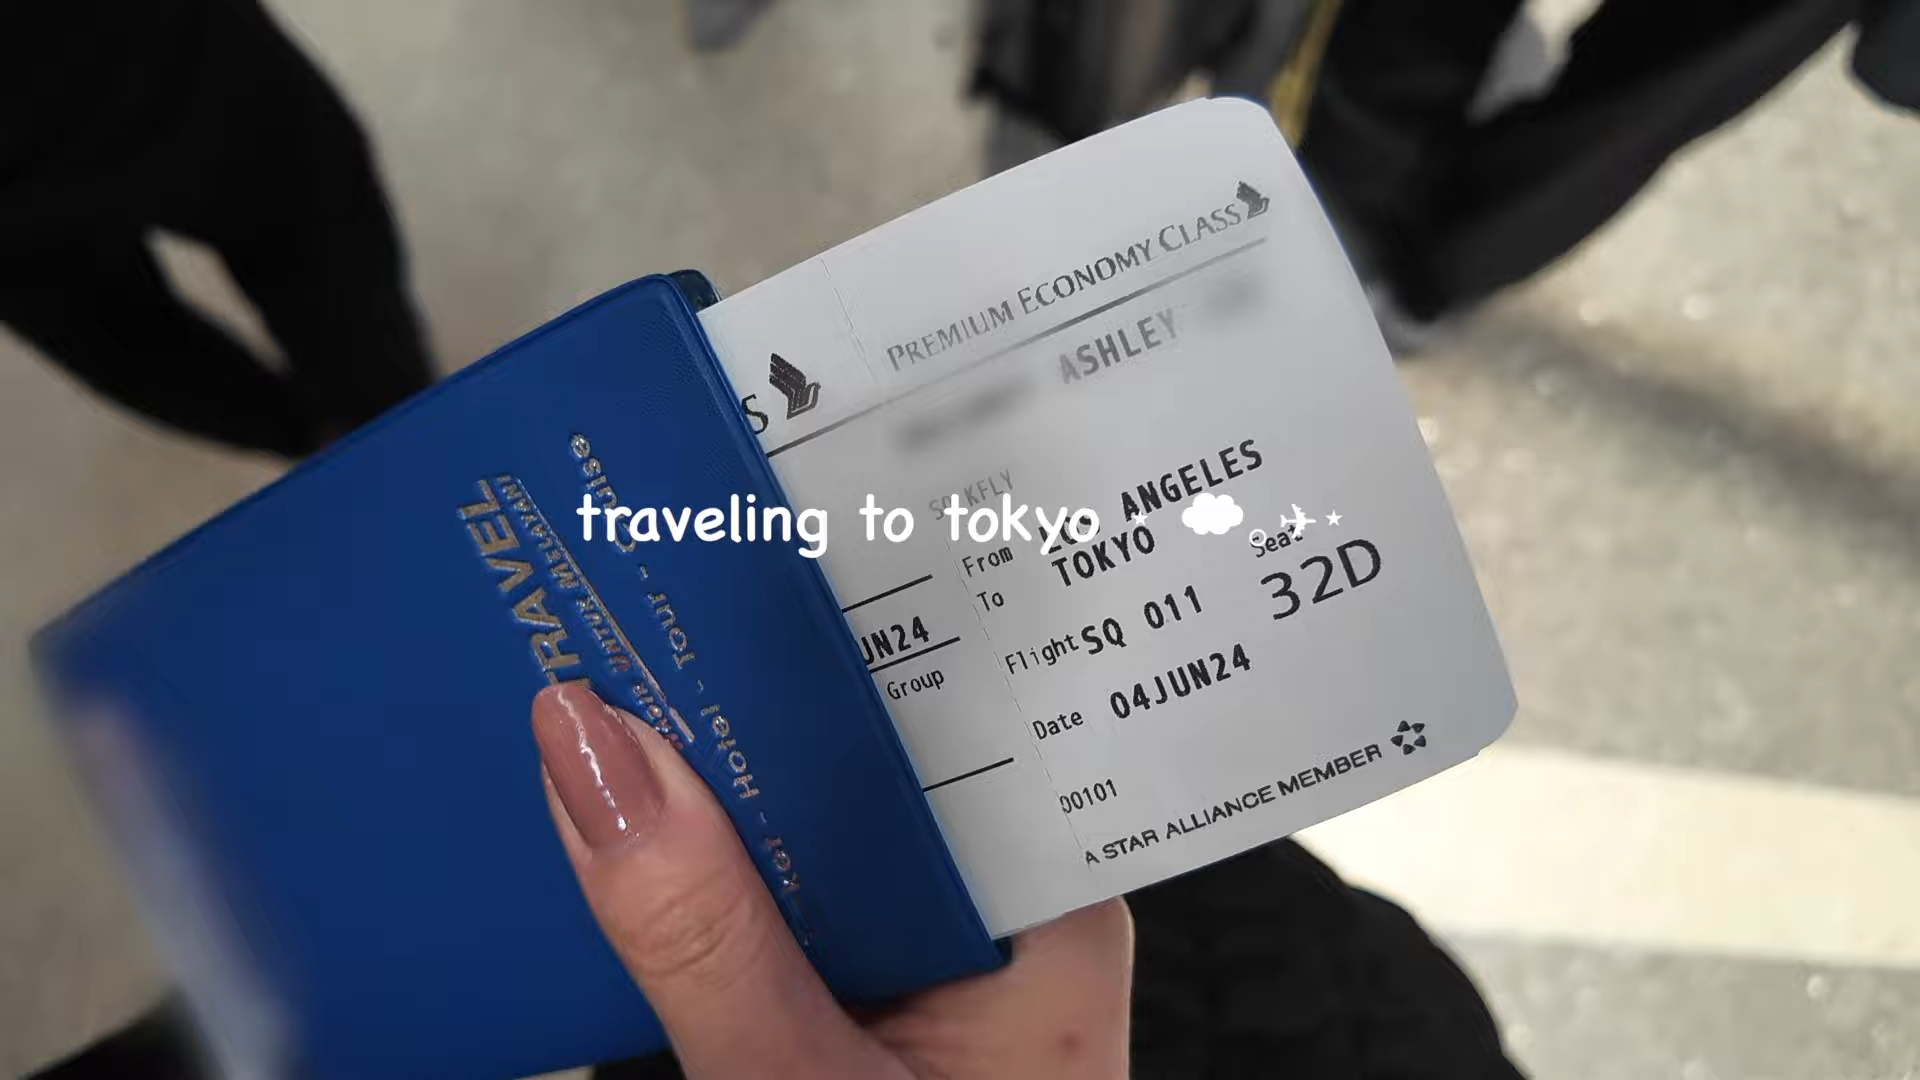 PREMIUM ECONOMY CLASS
S
ASHLEY
traveling to tokyo
From LOS ANGELES
To TOKYO
Seat
32D
Flight SQ 011
UN24
Group
Date 04JUN24
00101
A STAR ALLIANCE MEMBER
TRAVEL
Tour - Hotel -